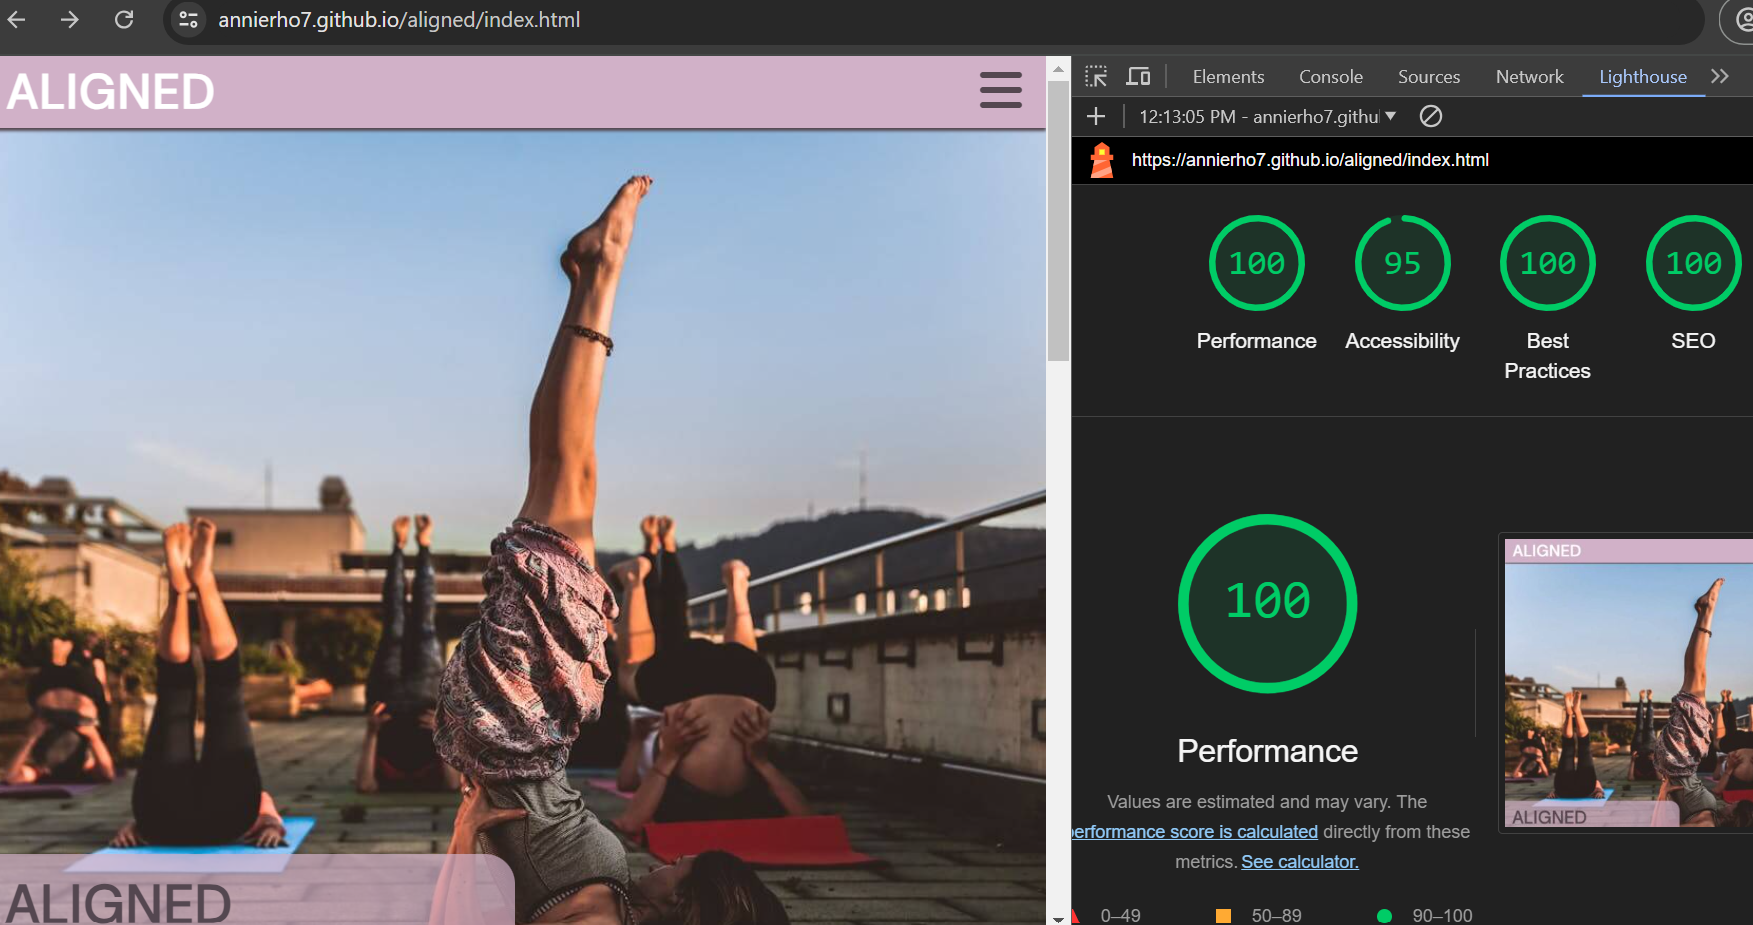 annierho7.github.io/aligned/index.html
ALIGNED
Elements Console Sources Network Lighthouse
12:13:05 PM - annierho7.githu
https://annierho7.github.io/aligned/index.html
100 95 100 100
Performance Accessibility Best Practices SEO
100
Performance
Values are estimated and may vary. The
performance score is calculated directly from these
metrics. See calculator.
0–49 50–89 90–100
ALIGNED
ALIGNED
ALIGNED